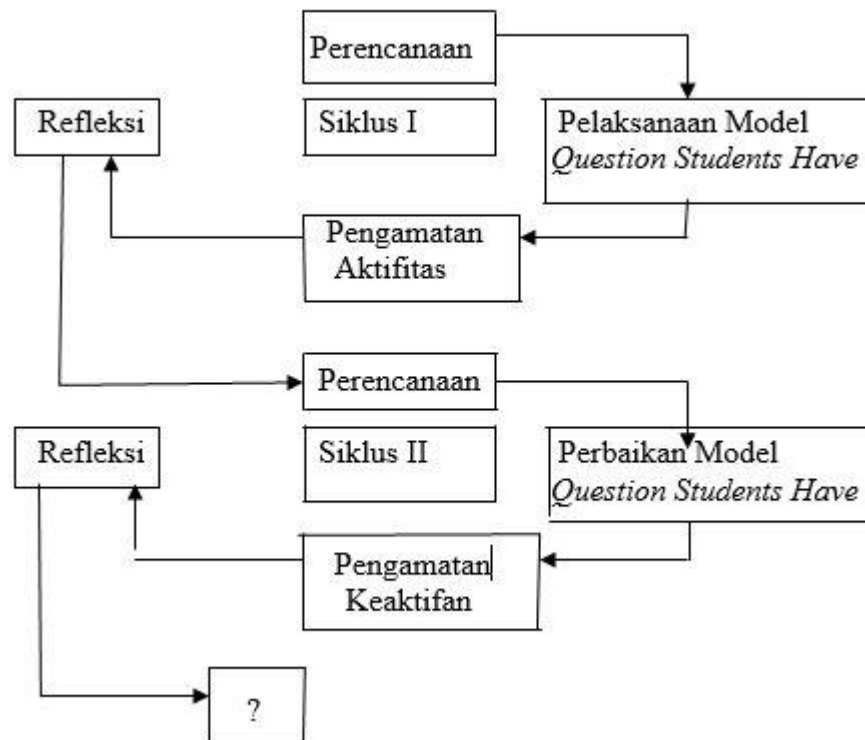 Perencanaan
Refleksi
Siklus I
Pelaksanaan Model
Question Students Have
Pengamatan
Aktifitas
Perencanaan
Refleksi
Siklus II
Perbaikan Model
Question Students Have
Pengamatan
Keaktifan
?